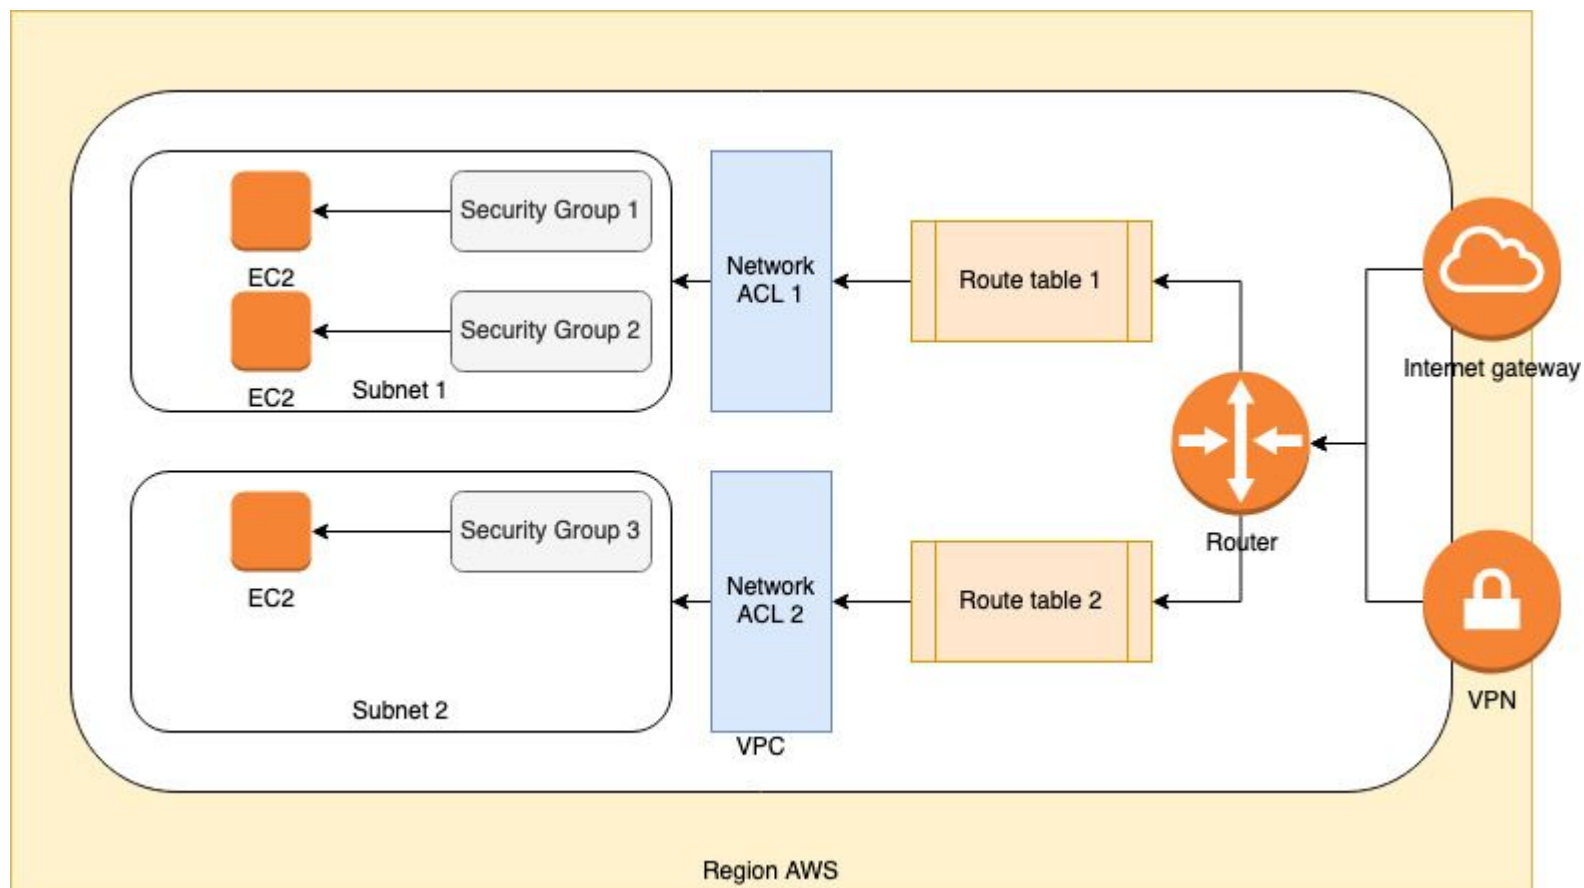 Security Group 1
EC2
Security Group 2
EC2
Subnet 1
Network
ACL 1
Route table 1
Internet gateway
Router
Security Group 3
EC2
Subnet 2
Network
ACL 2
Route table 2
VPN
VPC
Region AWS